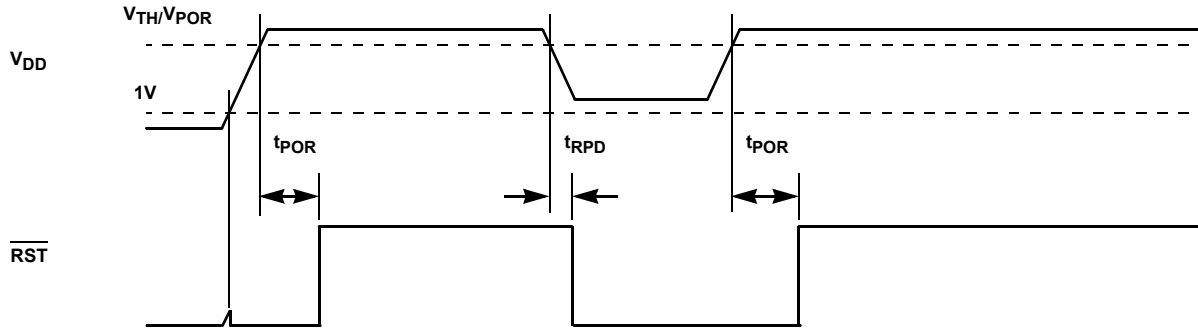 VTH/VPOR
VDD
1V
tPOR
tRPD
tPOR
RST